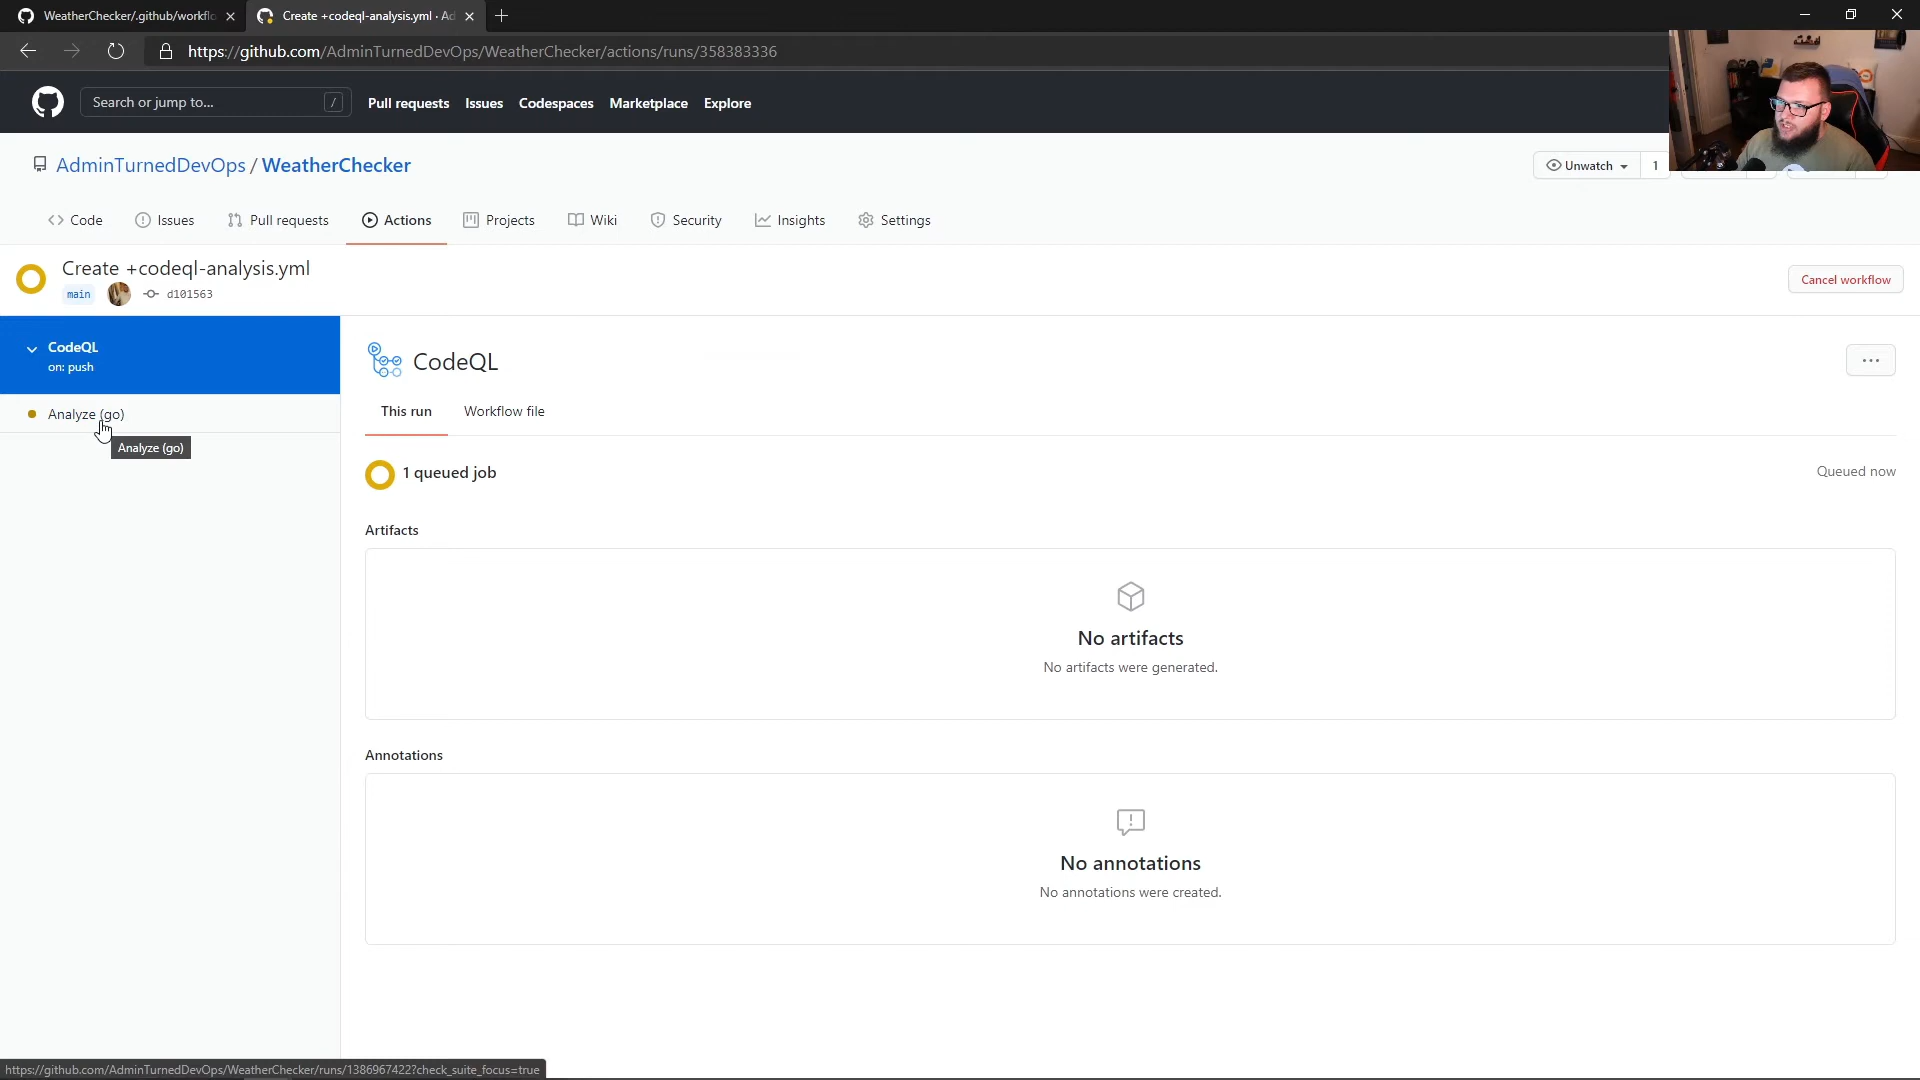 WeatherChecker/.github/workflo
Create +codeql-analysis.yml · Ad
https://github.com/AdminTurnedDevOps/WeatherChecker/actions/runs/358383336
Search or jump to...
/
Pull requests
Issues
Codespaces
Marketplace
Explore
AdminTurnedDevOps / WeatherChecker
Unwatch
1
Code
Issues
Pull requests
Actions
Projects
Wiki
Security
Insights
Settings
Create +codeql-analysis.yml
main
d101563
Cancel workflow
CodeQL
on: push
Analyze (go)
Analyze (go)
CodeQL
...
This run
Workflow file
1 queued job
Queued now
Artifacts
No artifacts
No artifacts were generated.
Annotations
No annotations
No annotations were created.
https://github.com/AdminTurnedDevOps/WeatherChecker/runs/1386967422?check_suite_focus=true